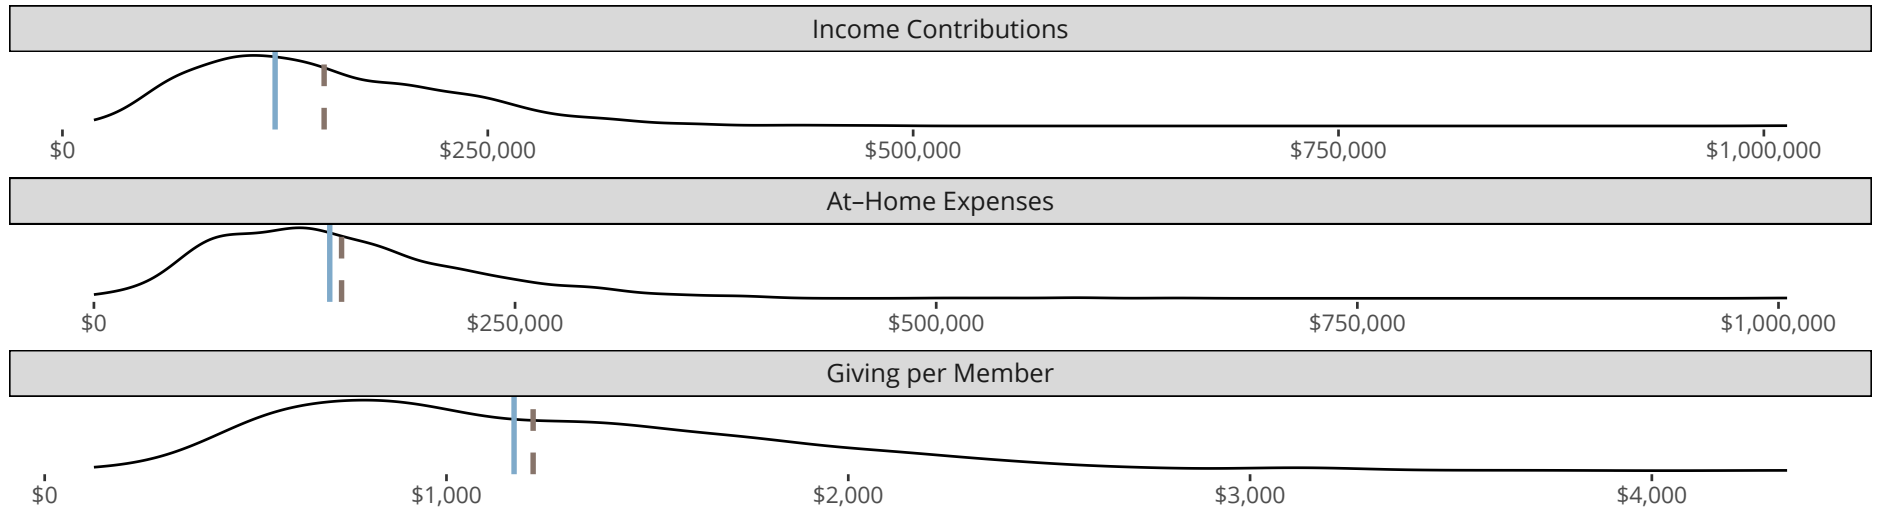 Income Contributions
$0 $250,000 $500,000 $750,000 $1,000,000
At–Home Expenses
$0 $250,000 $500,000 $750,000 $1,000,000
Giving per Member
$0 $1,000 $2,000 $3,000 $4,000